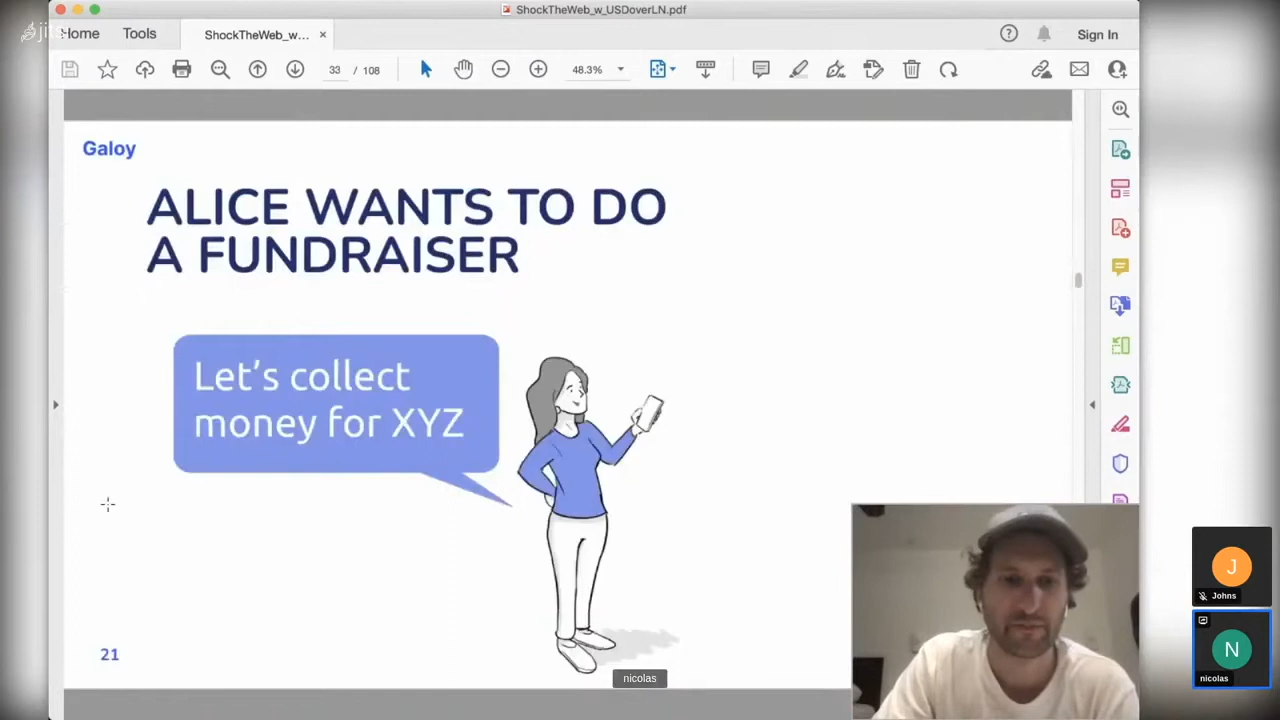 ShockTheWeb_w_USDoverLN.pdf
jit
Home
Tools
ShockTheWeb_w...
×
?
Sign In
33 / 108
48.3%
Galoy
ALICE WANTS TO DO
A FUNDRAISER
Let's collect
money for XYZ
21
nicolas
J
Johns
N
nicolas